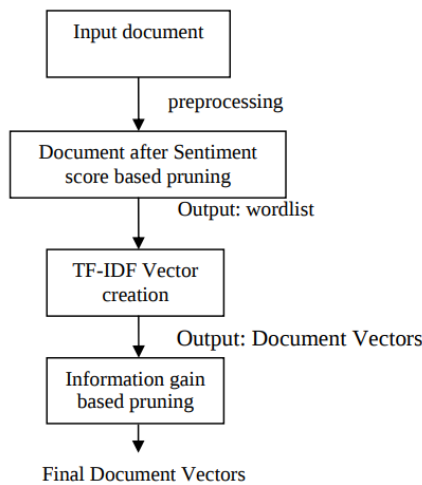 Input document
preprocessing
Document after Sentiment
score based pruning
Output: wordlist
TF-IDF Vector
creation
Output: Document Vectors
Information gain
based pruning
Final Document Vectors